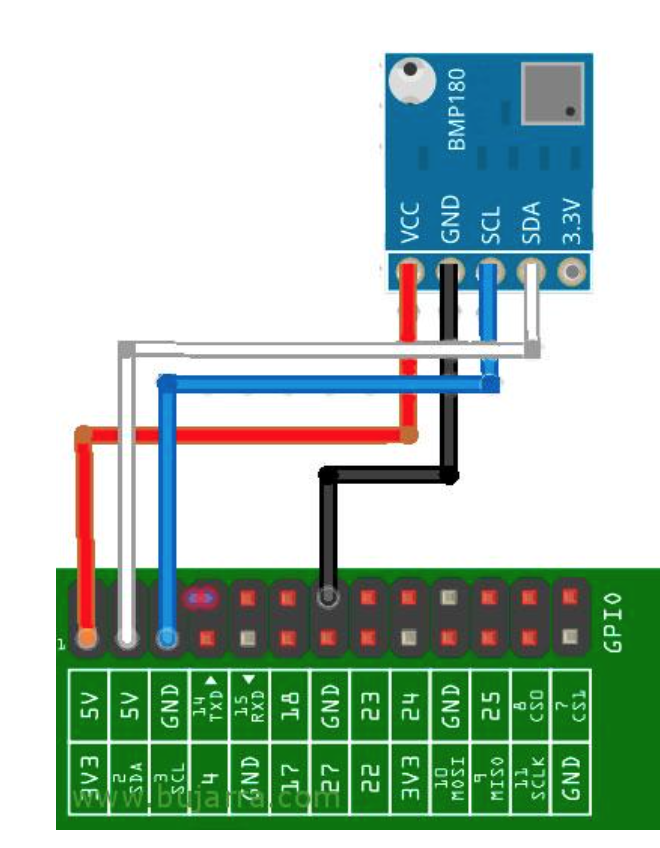 BMP180
VCC
GND
SCL
SDA
3.3V
GPIO
1
5V
5V
GND
14 TXD
15 RXD
18
GND
23
24
GND
25
8 CS0
7 CS1
3V3
2 SDA
3 SCL
4
GND
17
27
22
3V3
10 MOSI
9 MISO
11 SCLK
GND
www.bujarra.com